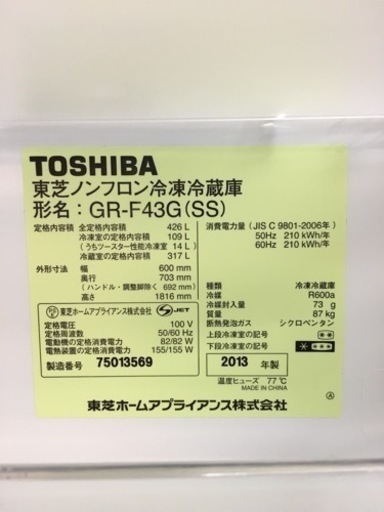 TOSHIBA
東芝ノンフロン冷凍冷蔵庫
形名：GR-F43G(SS)
定格内容積 全定格内容積 426 L
冷凍室の定格内容積 109 L
(うちツースター性能冷凍室 14 L)
冷蔵室の定格内容積 317 L
外形寸法 幅 600 mm
奥行 703 mm
(ハンドル・調整脚除く 692 mm)
高さ 1816 mm
消費電力量 (JIS C 9801-2006年)
50Hz 210 kWh/年
60Hz 210 kWh/年
種類 冷凍冷蔵庫
冷媒 R600a
冷媒封入量 73 g
質量 87 kg
断熱発泡ガス シクロペンタン
上段冷凍室の記号
下段冷凍室の記号
PS
E
東芝ホームアプライアンス株式会社
S-JET
定格電圧 100 V
定格周波数 50/60 Hz
電動機の定格消費電力 82/82 W
電熱装置の定格消費電力 155/155 W
製造番号 75013569
2013 年製
温度ヒューズ 77℃
MADE IN CHINA
東芝ホームアプライアンス株式会社
Ⓐ